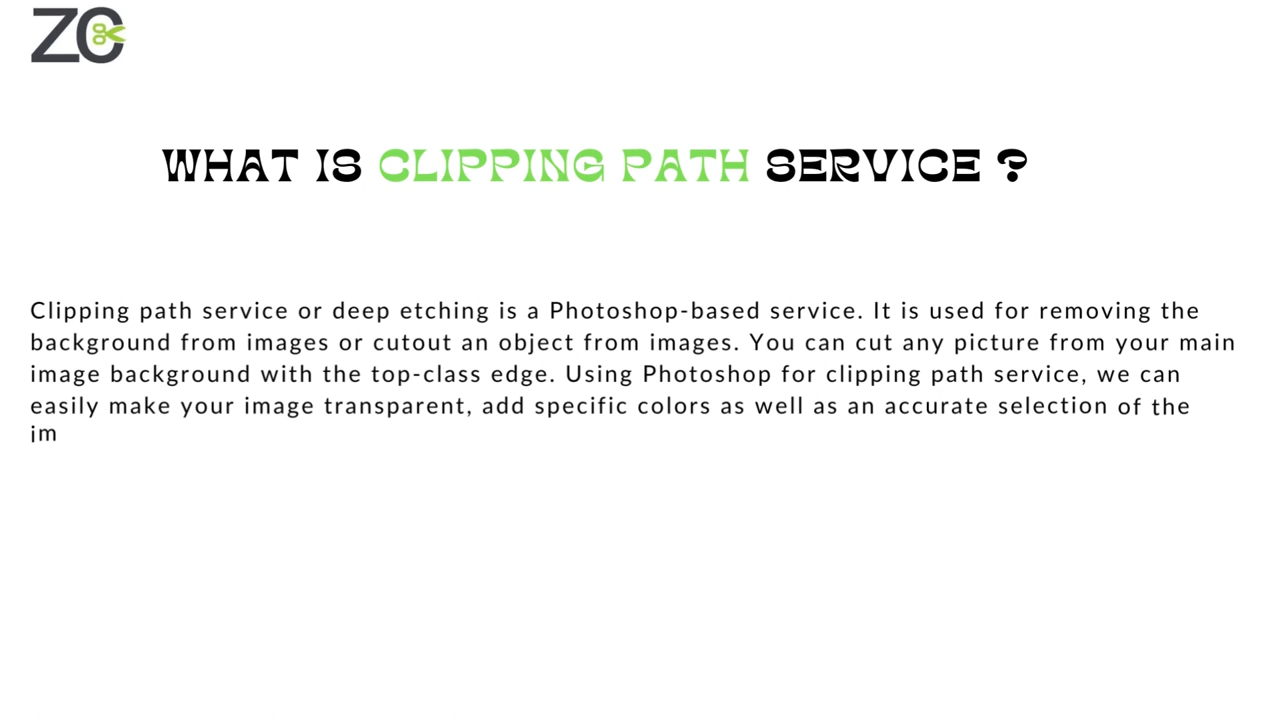 ZC
WHAT IS CLIPPING PATH SERVICE ?
Clipping path service or deep etching is a Photoshop-based service. It is used for removing the
background from images or cutout an object from images. You can cut any picture from your main
image background with the top-class edge. Using Photoshop for clipping path service, we can
easily make your image transparent, add specific colors as well as an accurate selection of the
im